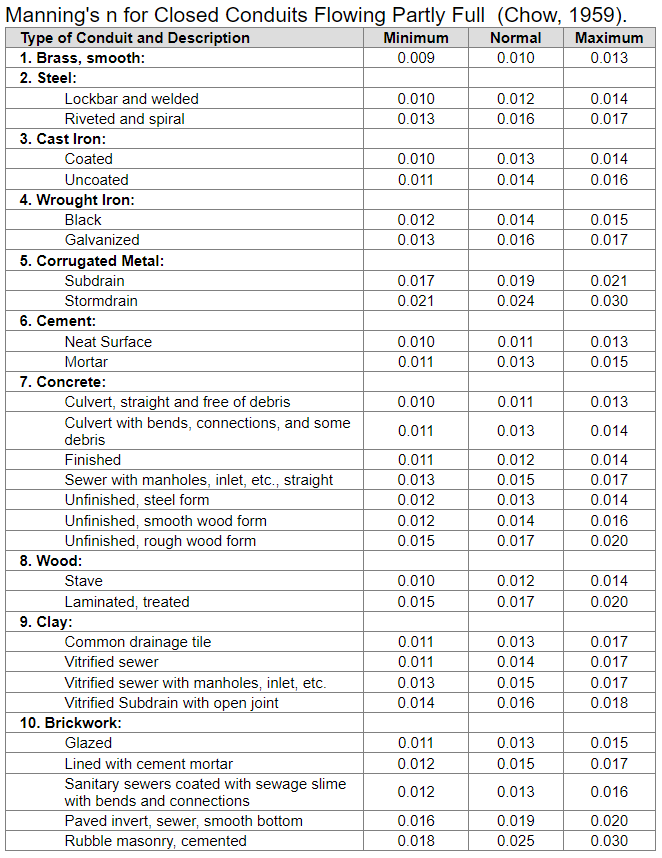 Manning's n for Closed Conduits Flowing Partly Full (Chow, 1959).
Type of Conduit and Description Minimum Normal Maximum
1. Brass, smooth: 0.009 0.010 0.013
2. Steel:
Lockbar and welded 0.010 0.012 0.014
Riveted and spiral 0.013 0.016 0.017
3. Cast Iron:
Coated 0.010 0.013 0.014
Uncoated 0.011 0.014 0.016
4. Wrought Iron:
Black 0.012 0.014 0.015
Galvanized 0.013 0.016 0.017
5. Corrugated Metal:
Subdrain 0.017 0.019 0.021
Stormdrain 0.021 0.024 0.030
6. Cement:
Neat Surface 0.010 0.011 0.013
Mortar 0.011 0.013 0.015
7. Concrete:
Culvert, straight and free of debris 0.010 0.011 0.013
Culvert with bends, connections, and some
debris 0.011 0.013 0.014
Finished 0.011 0.012 0.014
Sewer with manholes, inlet, etc., straight 0.013 0.015 0.017
Unfinished, steel form 0.012 0.013 0.014
Unfinished, smooth wood form 0.012 0.014 0.016
Unfinished, rough wood form 0.015 0.017 0.020
8. Wood:
Stave 0.010 0.012 0.014
Laminated, treated 0.015 0.017 0.020
9. Clay:
Common drainage tile 0.011 0.013 0.017
Vitrified sewer 0.011 0.014 0.017
Vitrified sewer with manholes, inlet, etc. 0.013 0.015 0.017
Vitrified Subdrain with open joint 0.014 0.016 0.018
10. Brickwork:
Glazed 0.011 0.013 0.015
Lined with cement mortar 0.012 0.015 0.017
Sanitary sewers coated with sewage slime
with bends and connections 0.012 0.013 0.016
Paved invert, sewer, smooth bottom 0.016 0.019 0.020
Rubble masonry, cemented 0.018 0.025 0.030